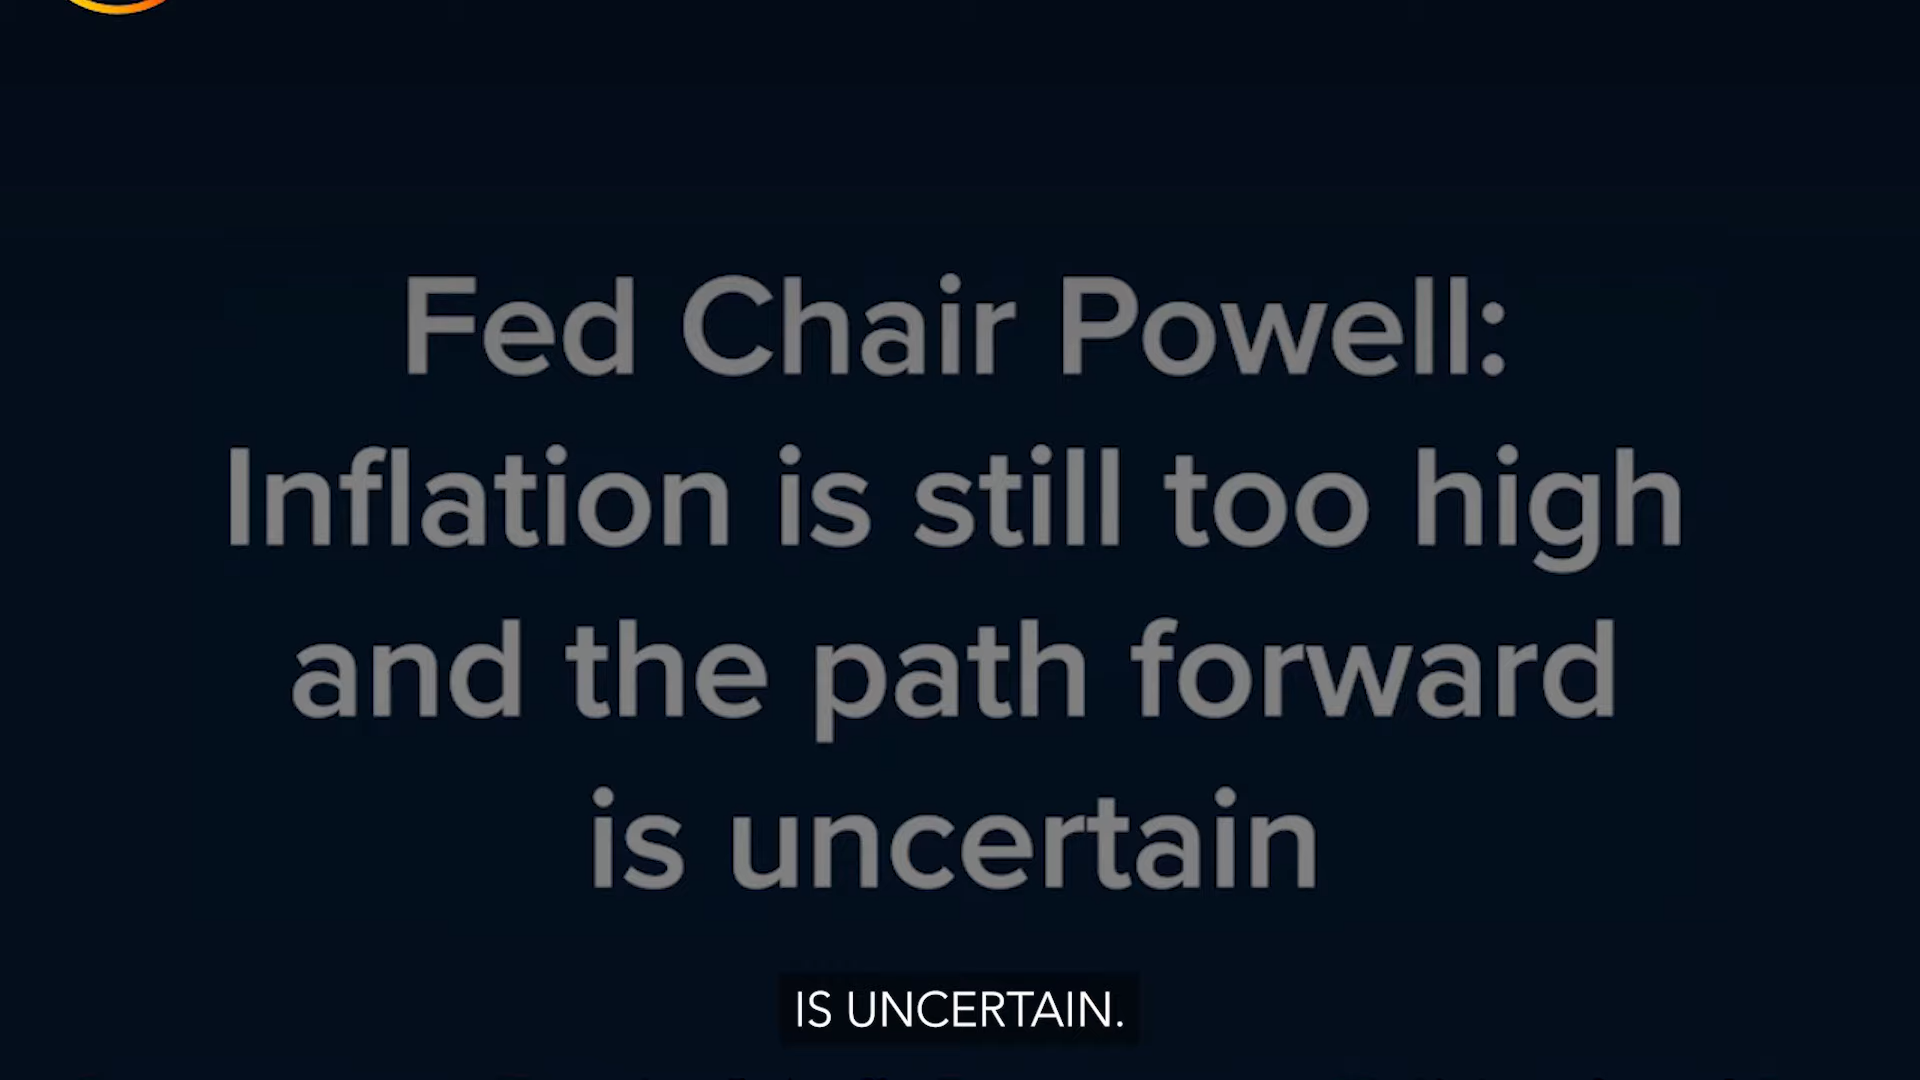 Fed Chair Powell:
Inflation is still too high
and the path forward
is uncertain
IS UNCERTAIN.